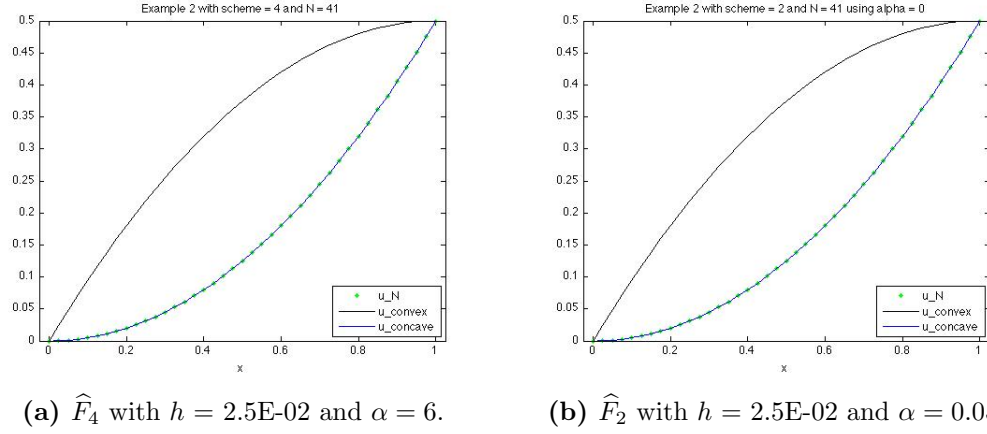 Example 2 with scheme = 4 and N = 41
0.5
0.45
0.4
0.35
0.3
0.25
0.2
0.15
0.1
0.05
0
0 0.2 0.4 0.6 0.8 1
x
u_N
u_convex
u_concave
(a) F̂₄ with h = 2.5E-02 and α = 6.
Example 2 with scheme = 2 and N = 41 using alpha = 0
0.5
0.45
0.4
0.35
0.3
0.25
0.2
0.15
0.1
0.05
0
0 0.2 0.4 0.6 0.8 1
x
u_N
u_convex
u_concave
(b) F̂₂ with h = 2.5E-02 and α =